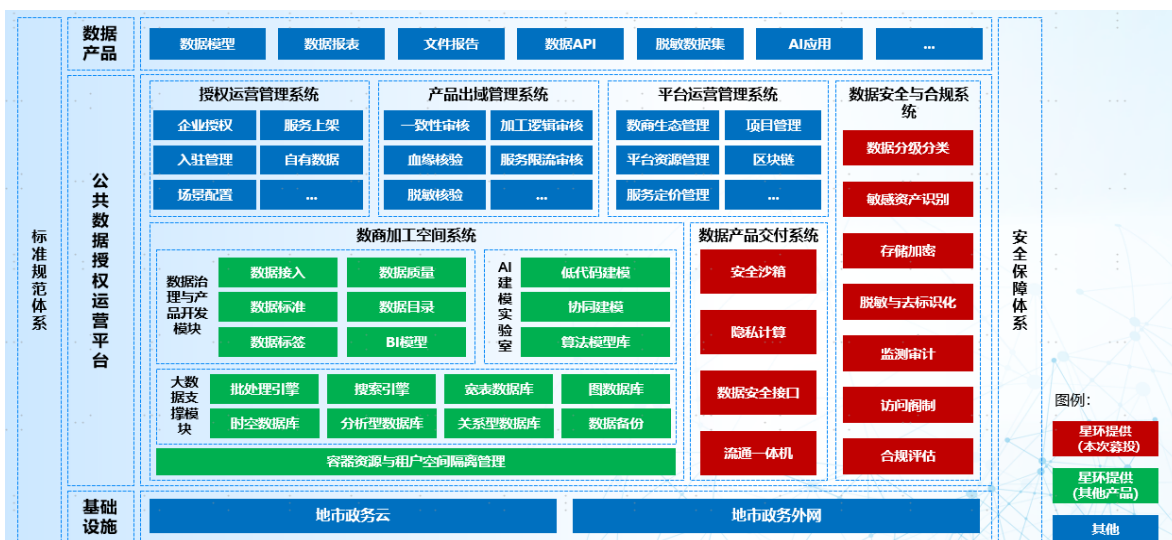 数据
产品
数据模型
数据报表
文件报告
数据API
脱敏数据集
AI应用
...
标准规范体系
公共数据授权运营平台
授权运营管理系统
企业授权
服务上架
入驻管理
自有数据
场景配置
...
产品出域管理系统
一致性审核
加工逻辑审核
血缘核验
服务限流审核
脱敏核验
...
平台运营管理系统
数商生态管理
项目管理
平台资源管理
区块链
服务定价管理
...
数据安全与合规系
统
数据分级分类
敏感资产识别
存储加密
脱敏与去标识化
监测审计
访问阁制
合规评估
数商加工空间系统
数据治
理与产
品开发
模块
数据接入
数据质量
数据标准
数据目录
数据标签
BI模型
AI
建
模
实
验
室
低代码建模
协同建模
算法模型库
大数
据支
撑模
块
批处理引擎
搜索引擎
宽表数据库
图数据库
时空数据库
分析型数据库
关系型数据库
数据备份
容器资源与租户空间隔离管理
数据产品交付系统
安全沙箱
隐私计算
数据安全接口
流通一体机
安全保障体系
基础
设施
地市政务云
地市政务外网
图例：
星环提供
(本次募投)
星环提供
(其他产品)
其他